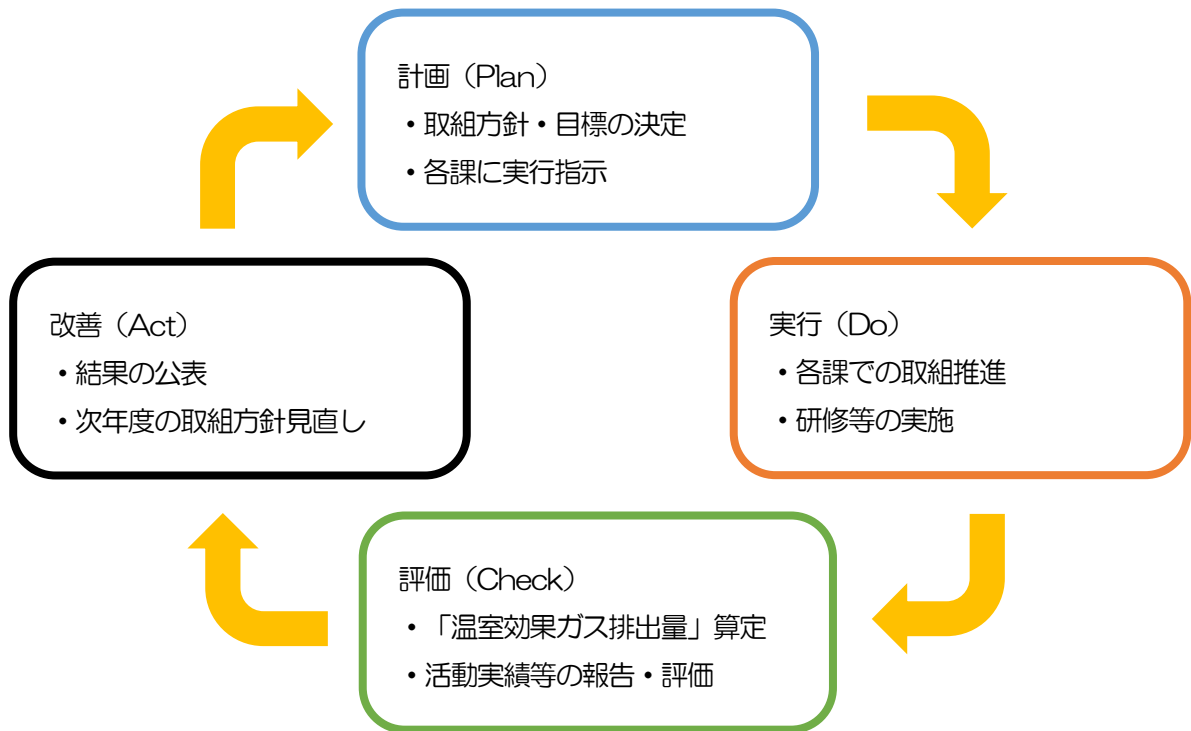 計画（Plan）
・取組方針・目標の決定
・各課に実行指示
改善（Act）
・結果の公表
・次年度の取組方針見直し
実行（Do）
・各課での取組推進
・研修等の実施
評価（Check）
・「温室効果ガス排出量」算定
・活動実績等の報告・評価